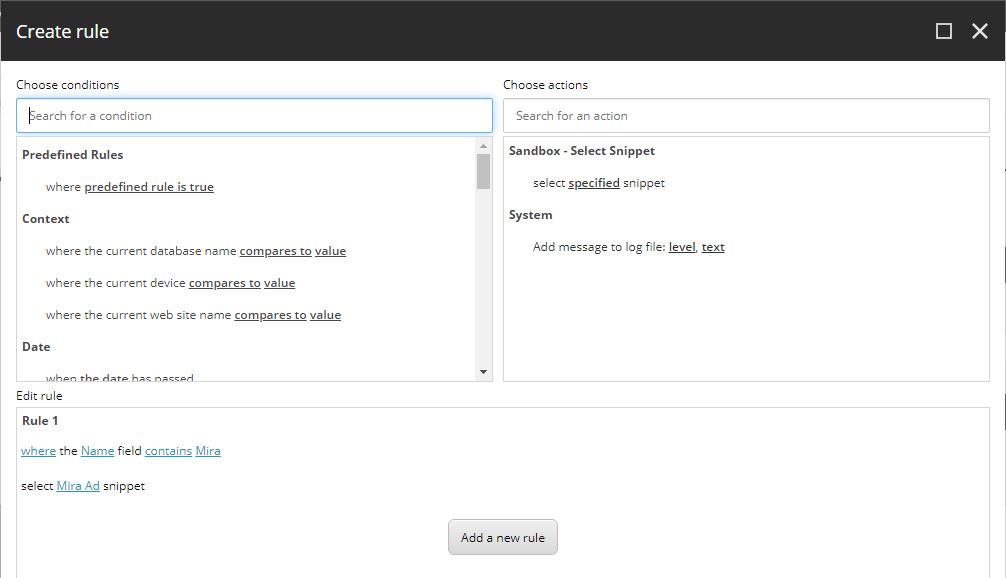 Create rule
Choose conditions
Search for a condition
Predefined Rules
where predefined rule is true
Context
where the current database name compares to value
where the current device compares to value
where the current web site name compares to value
Date
when the date has passed
Choose actions
Search for an action
Sandbox - Select Snippet
select specified snippet
System
Add message to log file: level, text
Edit rule
Rule 1
where the Name field contains Mira
select Mira Ad snippet
Add a new rule